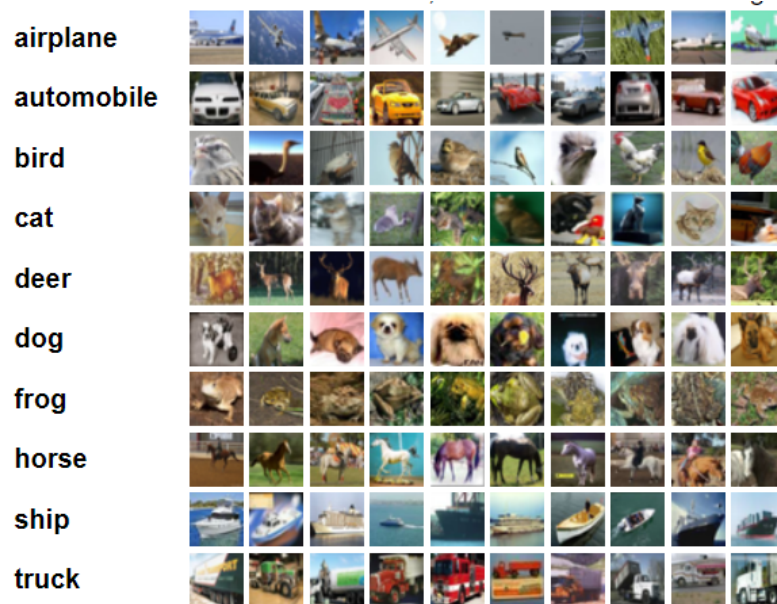 airplane
automobile
bird
cat
deer
dog
frog
horse
ship
truck